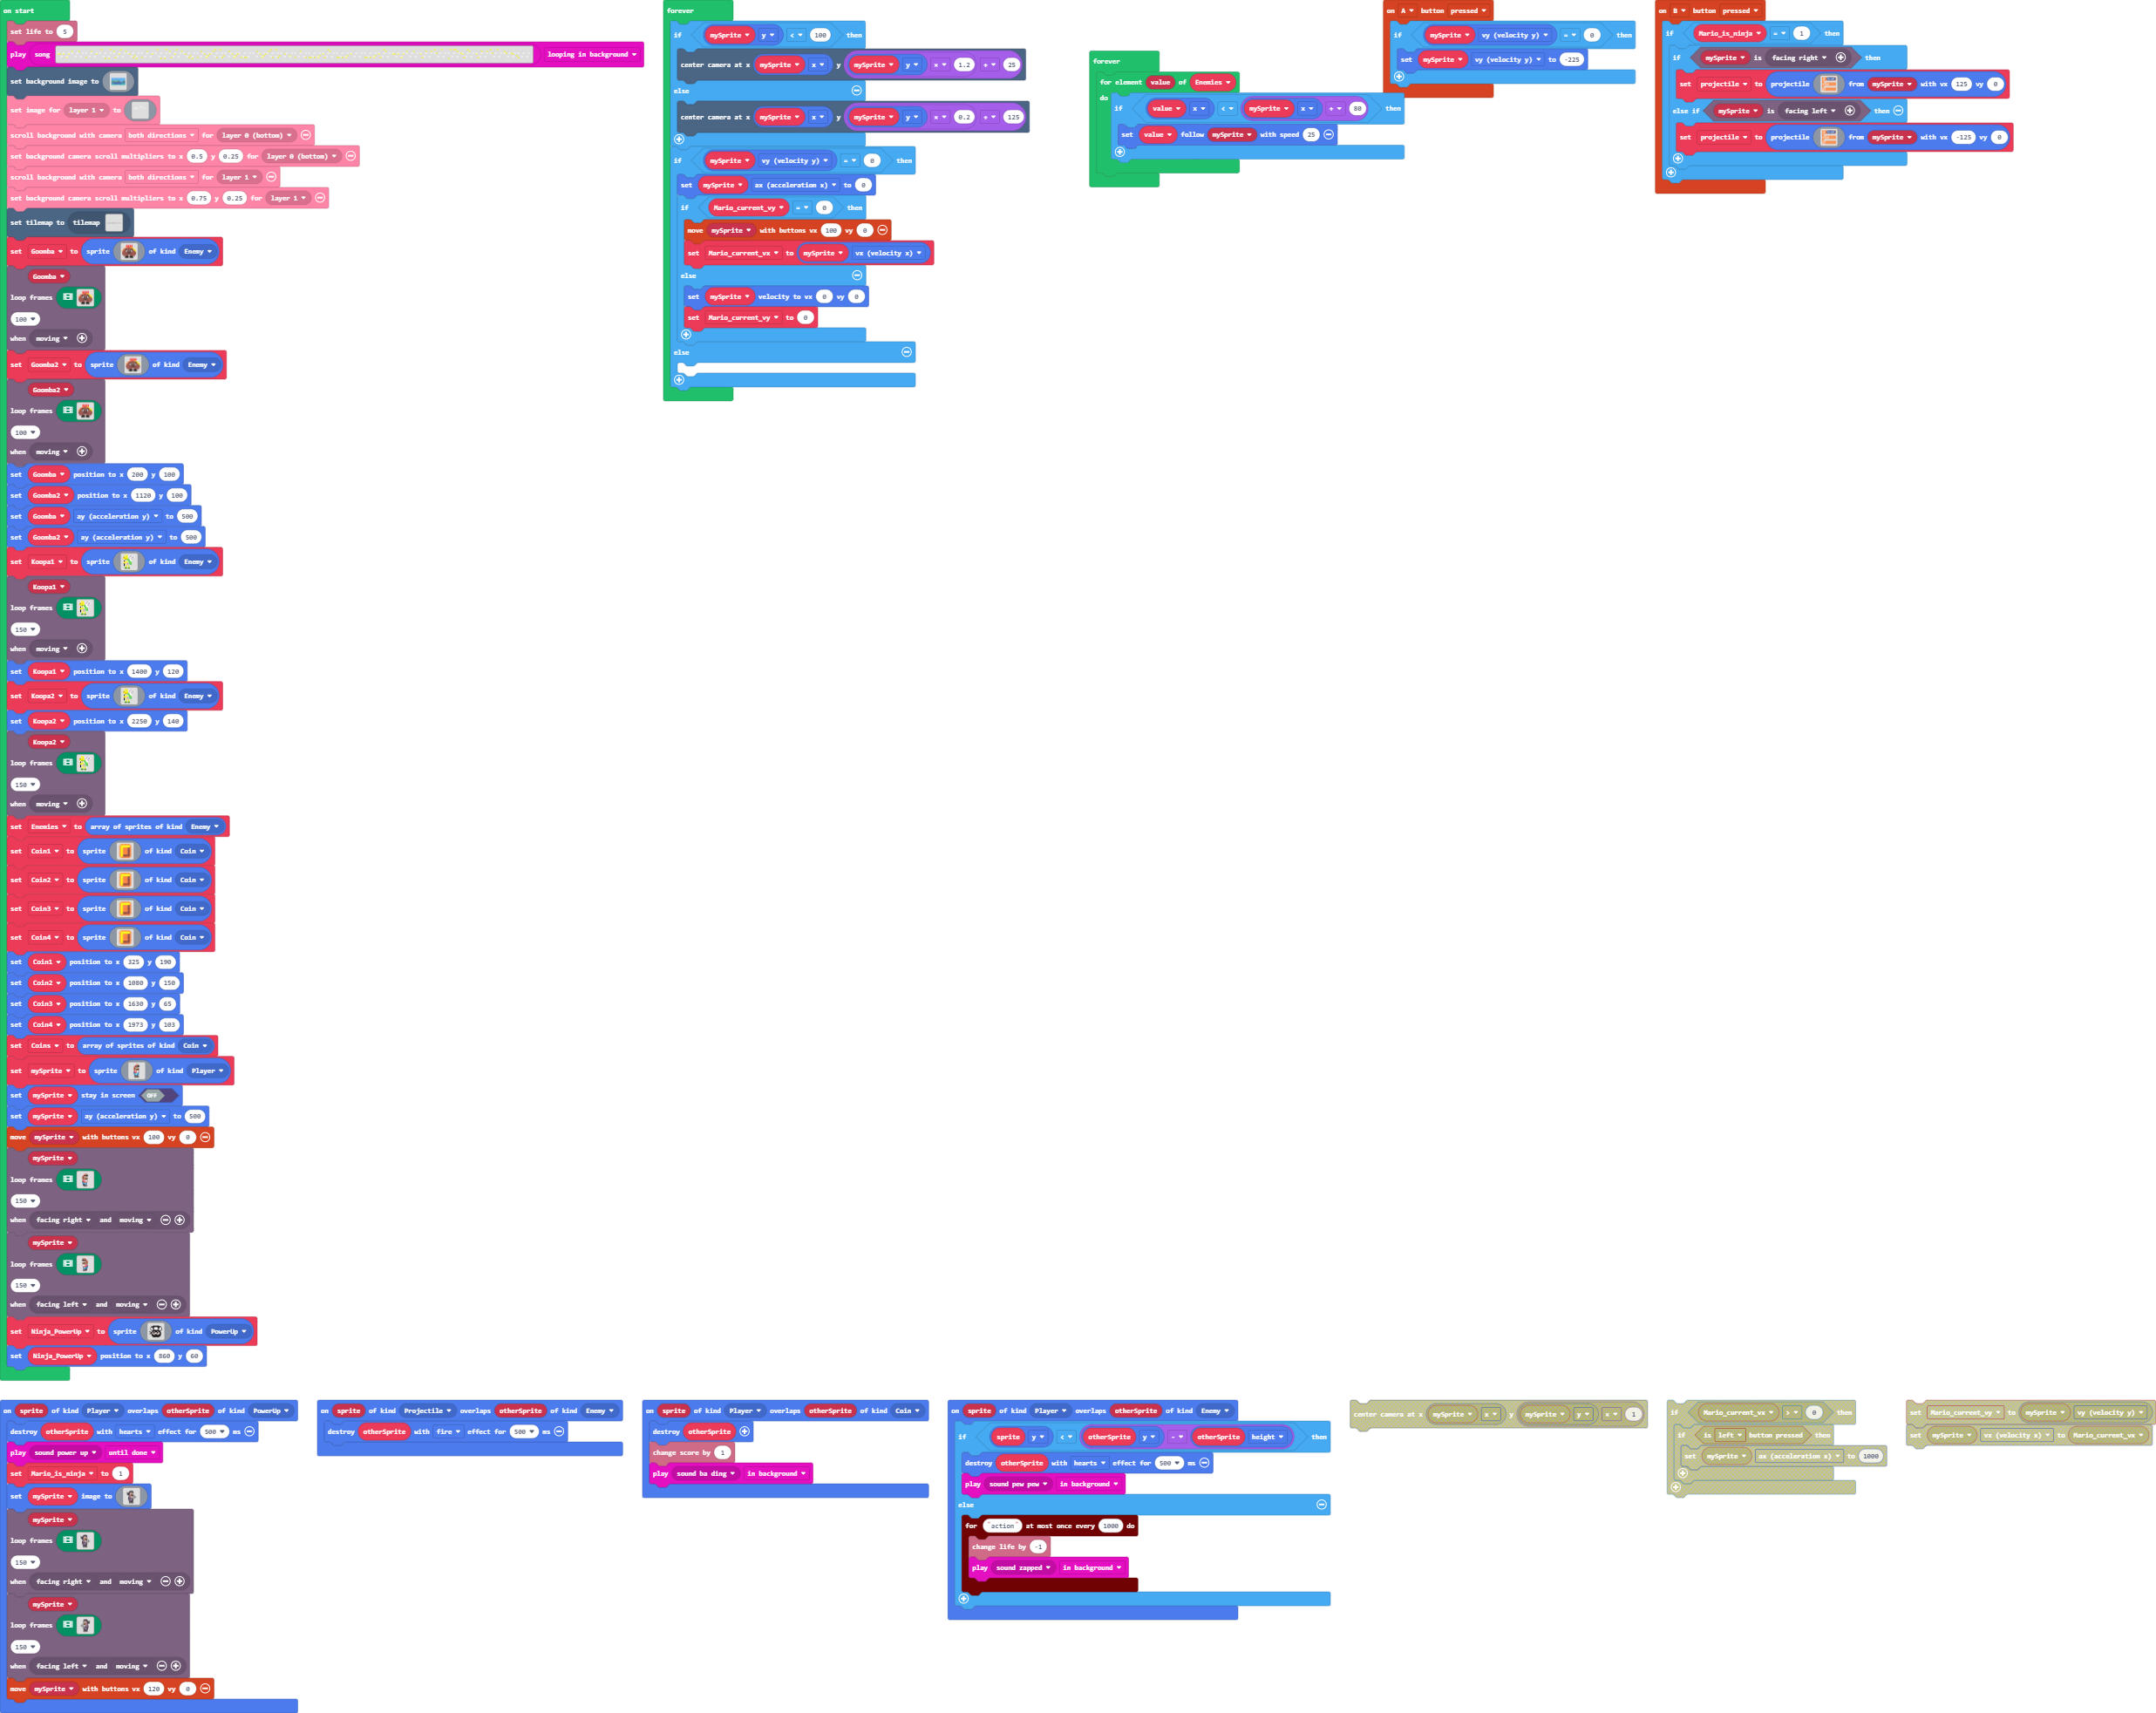 on start
set life to 5
play song looping in background
set background image to
set image for layer 1 to
scroll background with camera both directions for layer 0 (bottom)
set background camera scroll multipliers to x 0.5 y 0.25 for layer 0 (bottom)
scroll background with camera both directions for layer 1
set background camera scroll multipliers to x 0.75 y 0.25 for layer 1
set tilemap to tilemap
set Goomba to sprite of kind Enemy
Goomba
loop frames
100
when moving
set Goomba2 to sprite of kind Enemy
Goomba2
loop frames
100
when moving
set Goomba position to x 200 y 100
set Goomba2 position to x 1120 y 100
set Goomba ay (acceleration y) to 500
set Goomba2 ay (acceleration y) to 500
set Koopa1 to sprite of kind Enemy
Koopa1
loop frames
150
when moving
set Koopa1 position to x 1400 y 120
set Koopa2 to sprite of kind Enemy
set Koopa2 position to x 2250 y 140
Koopa2
loop frames
150
when moving
set Enemies to array of sprites of kind Enemy
set Coin1 to sprite of kind Coin
set Coin2 to sprite of kind Coin
set Coin3 to sprite of kind Coin
set Coin4 to sprite of kind Coin
set Coin1 position to x 325 y 190
set Coin2 position to x 1080 y 150
set Coin3 position to x 1630 y 65
set Coin4 position to x 1973 y 103
set Coins to array of sprites of kind Coin
set mySprite to sprite of kind Player
set mySprite stay in screen OFF
set mySprite ay (acceleration y) to 500
move mySprite with buttons vx 100 vy 0
mySprite
loop frames
150
when facing right and moving
mySprite
loop frames
150
when facing left and moving
set Ninja_PowerUp to sprite of kind PowerUp
set Ninja_PowerUp position to x 860 y 60
forever
if mySprite y < 100 then
center camera at x mySprite x y mySprite y × 1.2 + 25
else
center camera at x mySprite x y mySprite y × 0.2 + 125
if mySprite vy (velocity y) = 0 then
set mySprite ax (acceleration x) to 0
if Mario_current_vy = 0 then
move mySprite with buttons vx 100 vy 0
set Mario_current_vx to mySprite vx (velocity x)
else
set mySprite velocity to vx 0 vy 0
set Mario_current_vy to 0
else
forever
for element value of Enemies
do if value x < mySprite x + 80 then
set value follow mySprite with speed 25
on A button pressed
if mySprite vy (velocity y) = 0 then
set mySprite vy (velocity y) to -225
on B button pressed
if Mario_is_ninja = 1 then
if mySprite is facing right then
set projectile to projectile from mySprite with vx 125 vy 0
else if mySprite is facing left then
set projectile to projectile from mySprite with vx -125 vy 0
on sprite of kind Player overlaps otherSprite of kind PowerUp
destroy otherSprite with hearts effect for 500 ms
play sound power up until done
set Mario_is_ninja to 1
set mySprite image to
mySprite
loop frames
150
when facing right and moving
mySprite
loop frames
150
when facing left and moving
move mySprite with buttons vx 120 vy 0
on sprite of kind Projectile overlaps otherSprite of kind Enemy
destroy otherSprite with fire effect for 500 ms
on sprite of kind Player overlaps otherSprite of kind Coin
destroy otherSprite
change score by 1
play sound ba ding in background
on sprite of kind Player overlaps otherSprite of kind Enemy
if sprite y < otherSprite y - otherSprite height then
destroy otherSprite with hearts effect for 500 ms
play sound pew pew in background
else
for "action" at most once every 1000 do
change life by -1
play sound zapped in background
center camera at x mySprite x y mySprite y × 1
if Mario_current_vx > 0 then
if is left button pressed then
set mySprite ax (acceleration x) to 1000
set Mario_current_vy to mySprite vy (velocity y)
set mySprite vx (velocity x) to Mario_current_vx